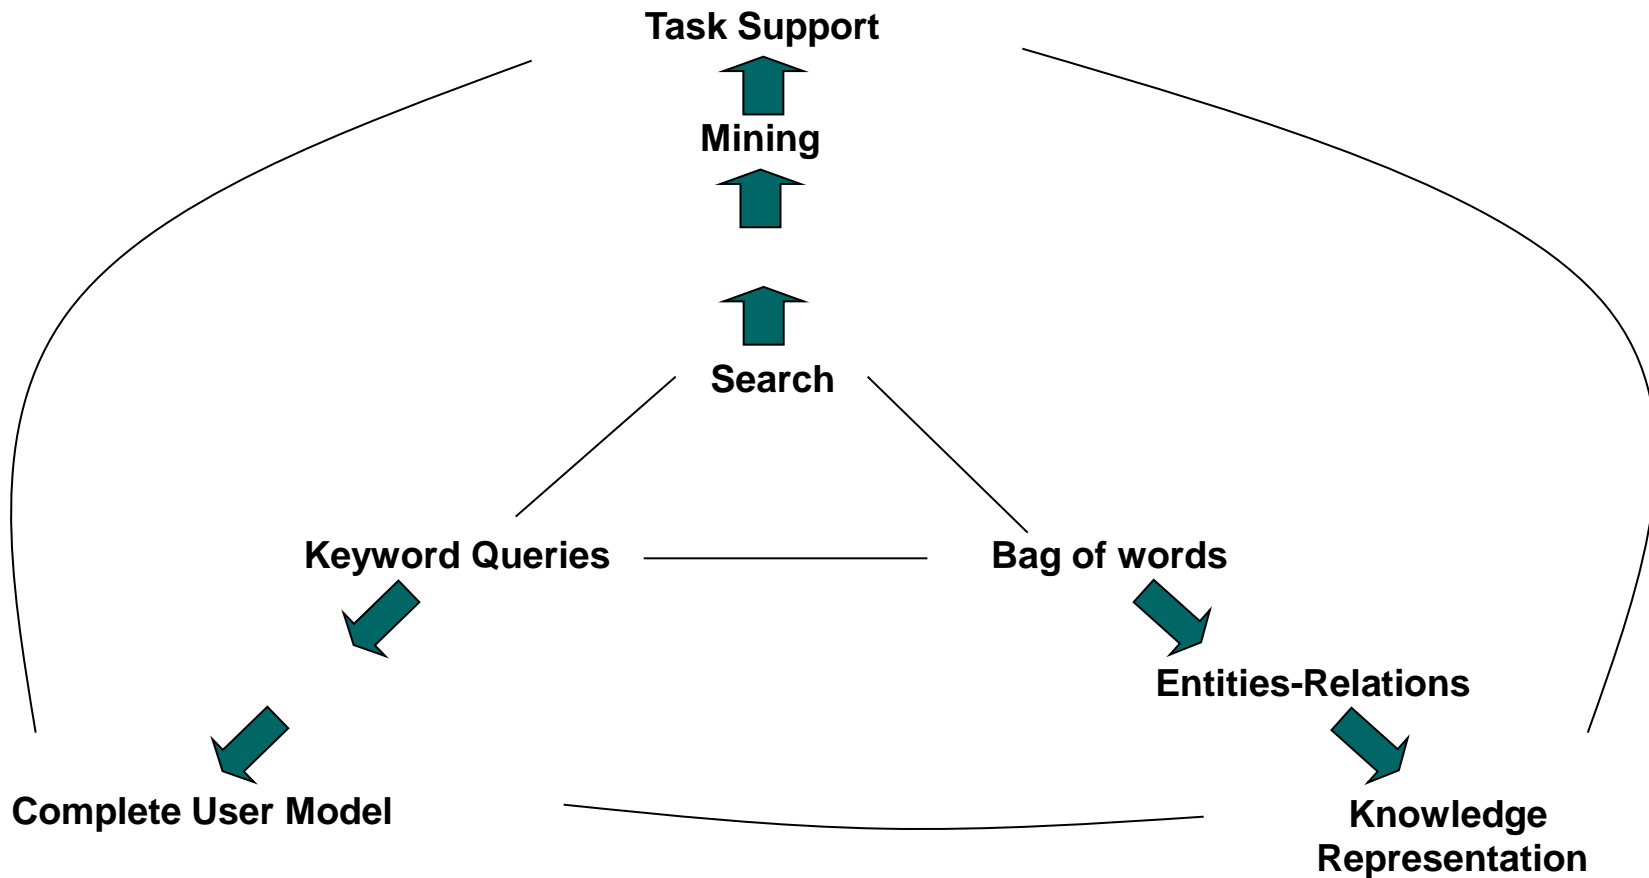 Task Support
Mining
Search
Keyword Queries
Bag of words
Entities-Relations
Complete User Model
Knowledge
Representation